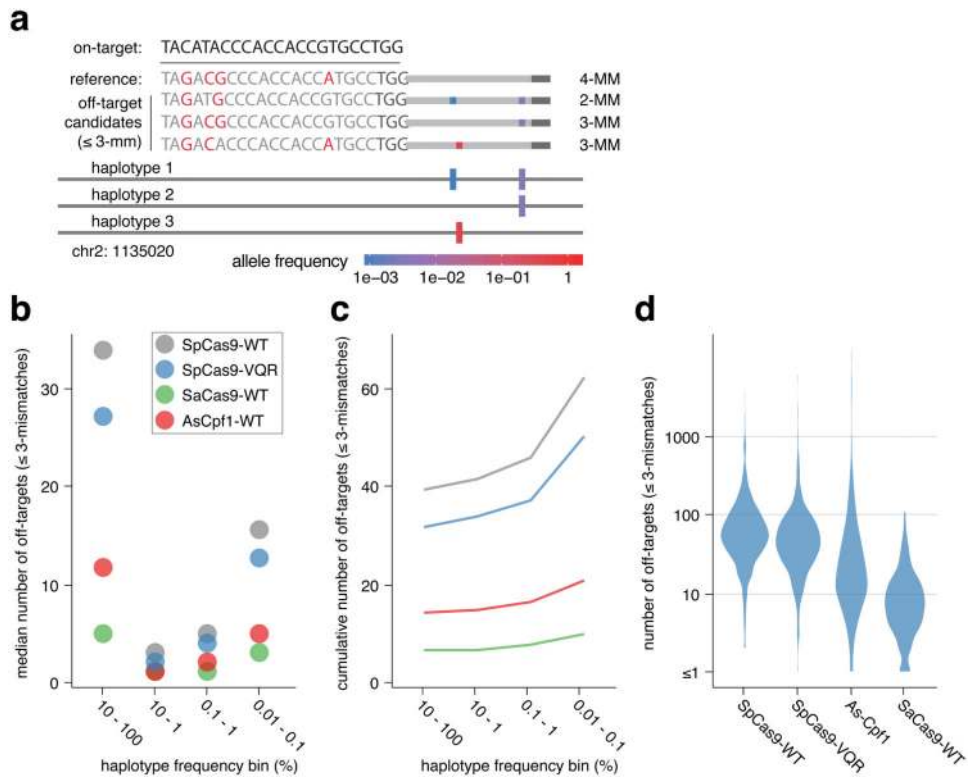 a
on-target: TACATACCCACCACCGTGCCTGG
reference: TAGACGCCCACCACCATGCCTGG 4-MM
off-target TAGATGCCCACCACCGTGCCTGG 2-MM
candidates TAGACGCCCACCACCGTGCCTGG 3-MM
(≤ 3-mm) TAGACACCCACCACCATGCCTGG 3-MM
haplotype 1
haplotype 2
haplotype 3
chr2: 1135020
allele frequency
1e-03 1e-02 1e-01 1
b
median number of off-targets (≤ 3-mismatches)
30
20
10
0
SpCas9-WT
SpCas9-VQR
SaCas9-WT
AsCpf1-WT
10 - 100
10 - 1
0.1 - 1
0.01 - 0.1
haplotype frequency bin (%)
c
cumulative number of off-targets (≤ 3-mismatches)
60
40
20
0
10 - 100
10 - 1
0.1 - 1
0.01 - 0.1
haplotype frequency bin (%)
d
number of off-targets (≤ 3-mismatches)
1000
100
10
≤1
SpCas9-WT
SpCas9-VQR
As-Cpf1
SaCas9-WT